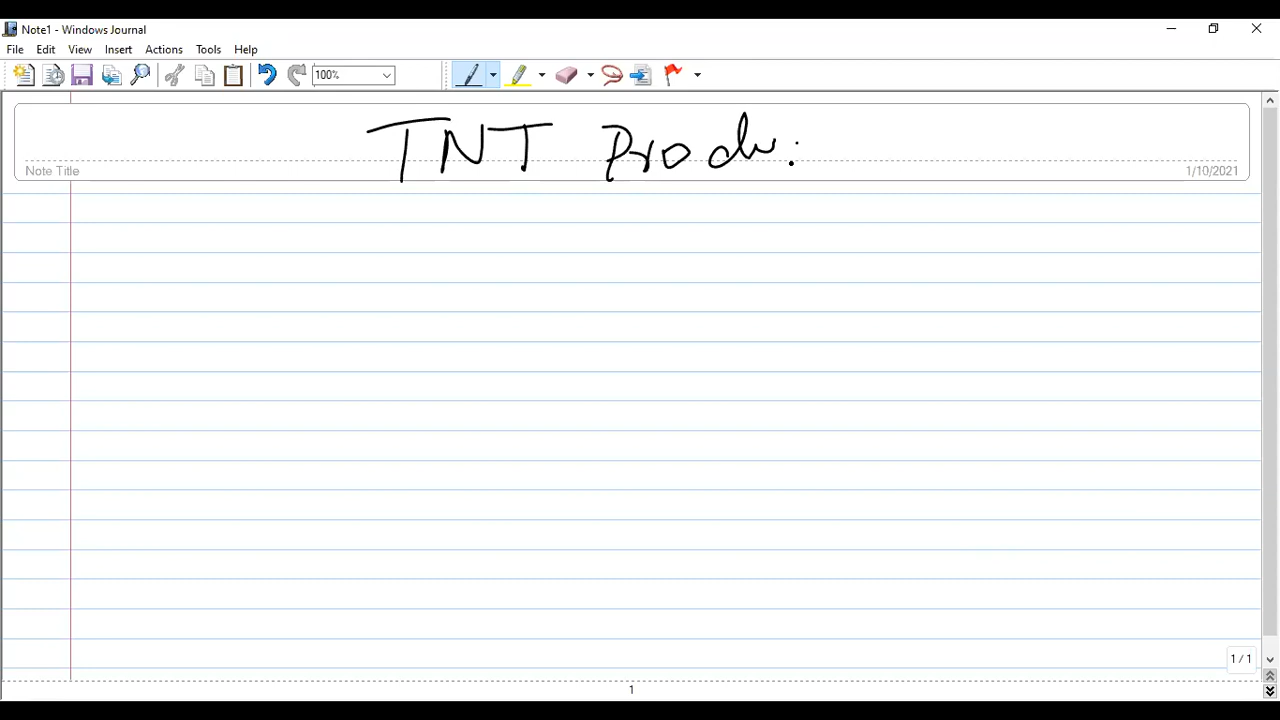 Note1 - Windows Journal
File Edit View Insert Actions Tools Help
100%
TNT Produ:
Note Title
1/10/2021
1 / 1
1